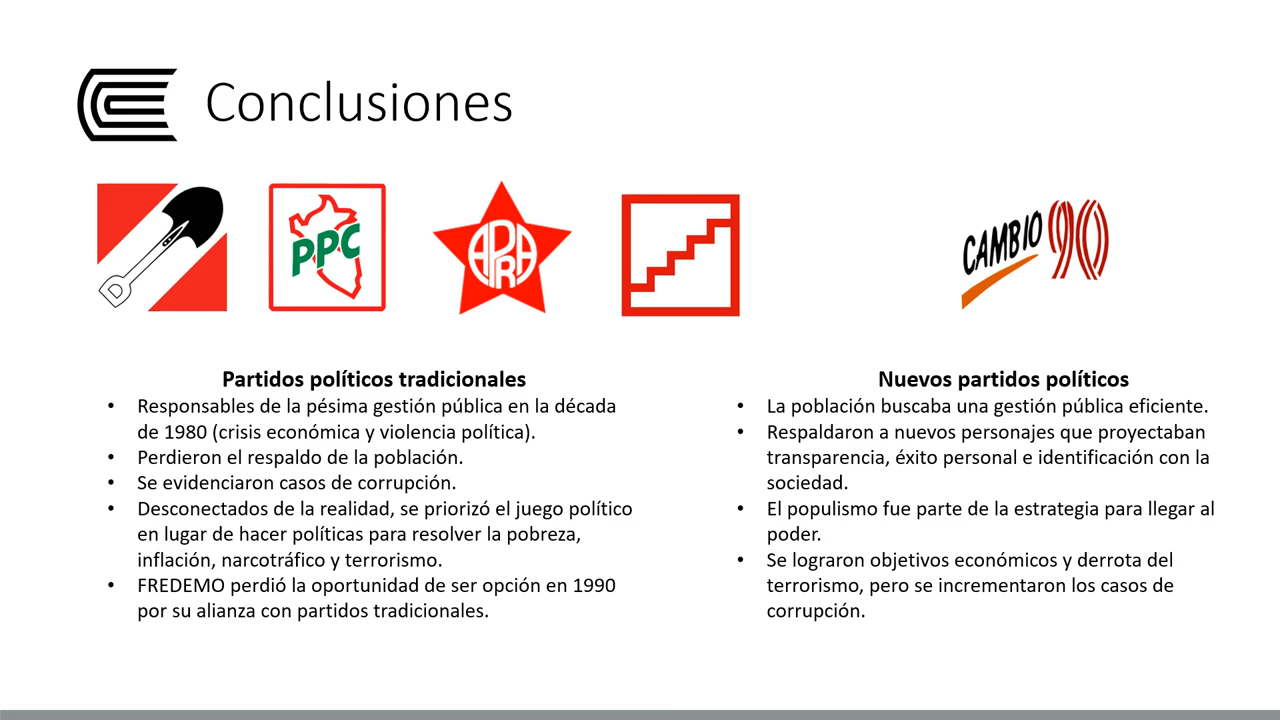 Conclusiones
PPC
APRA
CAMBIO 90
Partidos políticos tradicionales
• Responsables de la pésima gestión pública en la década
de 1980 (crisis económica y violencia política).
• Perdieron el respaldo de la población.
• Se evidenciaron casos de corrupción.
• Desconectados de la realidad, se priorizó el juego político
en lugar de hacer políticas para resolver la pobreza,
inflación, narcotráfico y terrorismo.
• FREDEMO perdió la oportunidad de ser opción en 1990
por su alianza con partidos tradicionales.
Nuevos partidos políticos
• La población buscaba una gestión pública eficiente.
• Respaldaron a nuevos personajes que proyectaban
transparencia, éxito personal e identificación con la
sociedad.
• El populismo fue parte de la estrategia para llegar al
poder.
• Se lograron objetivos económicos y derrota del
terrorismo, pero se incrementaron los casos de
corrupción.